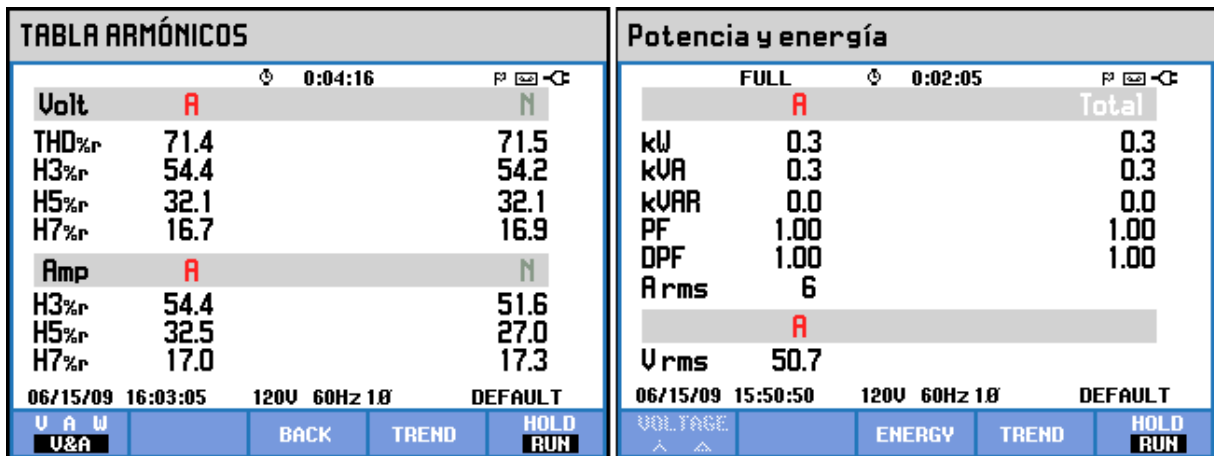 TABLA ARMÓNICOS
0:04:16
Volt A N
THD%r 71.4 71.5
H3%r 54.4 54.2
H5%r 32.1 32.1
H7%r 16.7 16.9
Amp A N
H3%r 54.4 51.6
H5%r 32.5 27.0
H7%r 17.0 17.3
06/15/09 16:03:05 120V 60Hz 1Ø DEFAULT
V A W
V&A
BACK
TREND
HOLD
RUN
Potencia y energía
FULL 0:02:05
A Total
kW 0.3 0.3
kVA 0.3 0.3
kVAR 0.0 0.0
PF 1.00 1.00
DPF 1.00 1.00
A rms 6
A
V rms 50.7
06/15/09 15:50:50 120V 60Hz 1Ø DEFAULT
VOLTAGE
ENERGY
TREND
HOLD
RUN